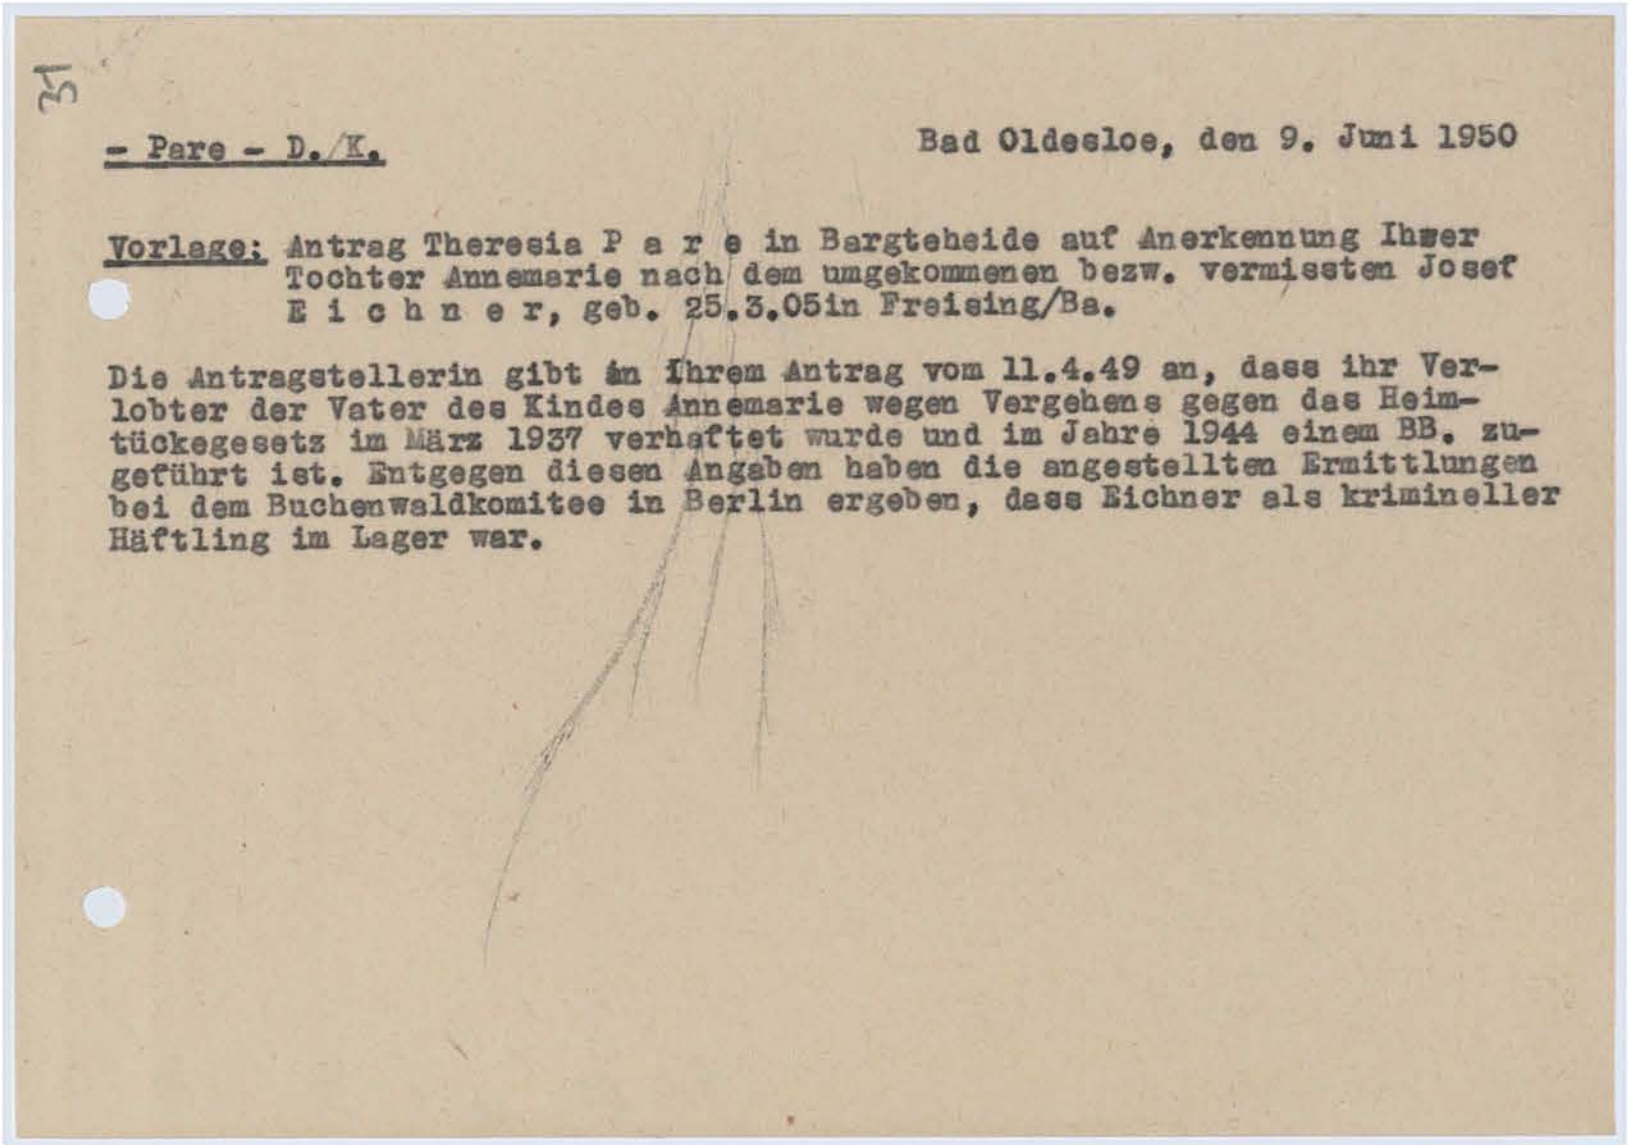 31
- Pare - D./K.
Bad Oldesloe, den 9. Juni 1950
Vorlage: Antrag Theresia P a r e in Bargteheide auf Anerkennung Ihrer
Tochter Annemarie nach dem umgekommenen bezw. vermissten Josef
E i c h n e r, geb. 25.3.05in Freising/Ba.
Die Antragstellerin gibt in Ihrem Antrag vom 11.4.49 an, dass ihr Ver-
lobter der Vater des Kindes Annemarie wegen Vergehens gegen das Heim-
tückegesetz im März 1937 verhaftet wurde und im Jahre 1944 einem BB. zu-
geführt ist. Entgegen diesen Angaben haben die angestellten Ermittlungen
bei dem Buchenwaldkomitee in Berlin ergeben, dass Eichner als krimineller
Häftling im Lager war.